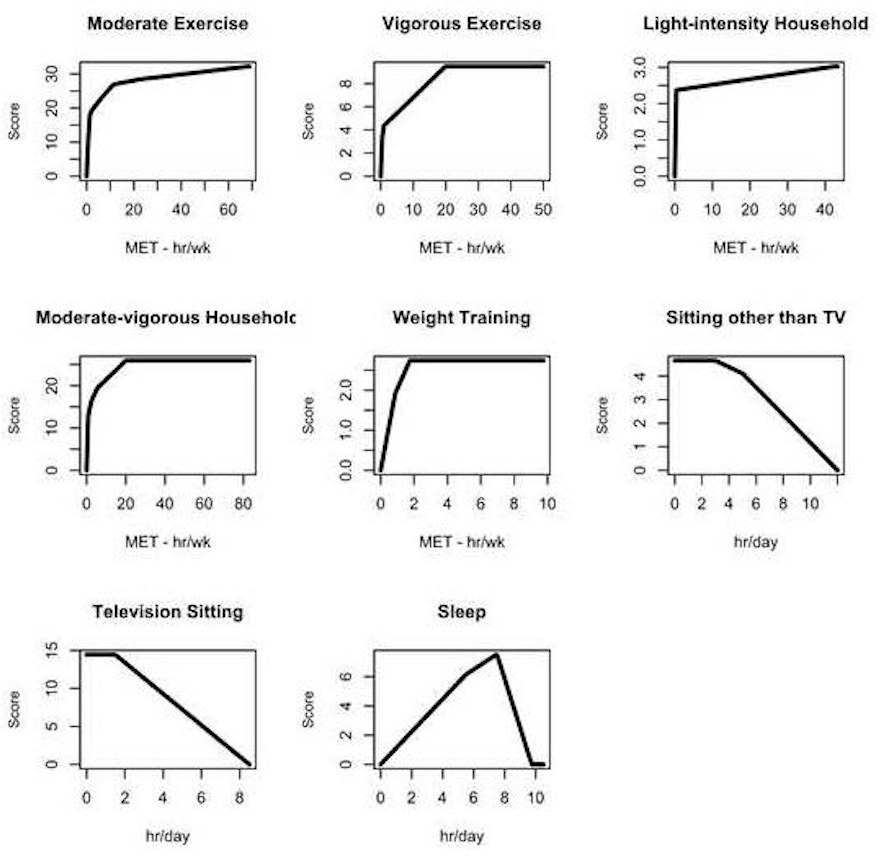 Moderate Exercise
Score
0 10 20 30
0 20 40 60
MET - hr/wk
Vigorous Exercise
Score
0 2 4 6 8
0 10 20 30 40 50
MET - hr/wk
Light-intensity Household
Score
0.0 1.0 2.0 3.0
0 10 20 30 40
MET - hr/wk
Moderate-vigorous Household
Score
0 10 20
0 20 40 60 80
MET - hr/wk
Weight Training
Score
0.0 1.0 2.0
0 2 4 6 8 10
MET - hr/wk
Sitting other than TV
Score
0 1 2 3 4
0 2 4 6 8 10
hr/day
Television Sitting
Score
0 5 10 15
0 2 4 6 8
hr/day
Sleep
Score
0 2 4 6
0 2 4 6 8 10
hr/day